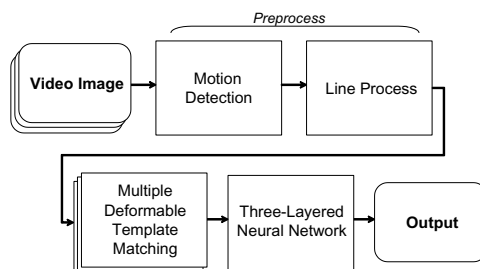 Preprocess
Video Image
Motion
Detection
Line Process
Multiple
Deformable
Template
Matching
Three-Layered
Neural Network
Output